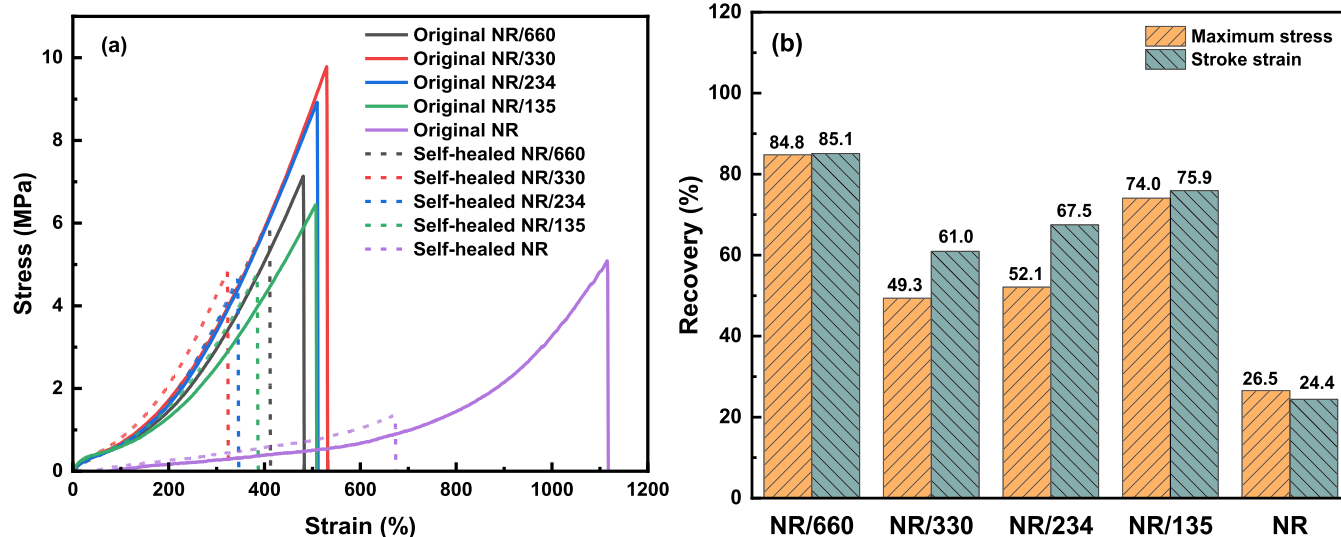 (a)
Original NR/660
Original NR/330
Original NR/234
Original NR/135
Original NR
Self-healed NR/660
Self-healed NR/330
Self-healed NR/234
Self-healed NR/135
Self-healed NR
Stress (MPa)
10
8
6
4
2
0
0 200 400 600 800 1000 1200
Strain (%)
(b)
Maximum stress
Stroke strain
Recovery (%)
120
100
80
60
40
20
0
84.8 85.1
49.3 61.0
52.1 67.5
74.0 75.9
26.5 24.4
NR/660 NR/330 NR/234 NR/135 NR